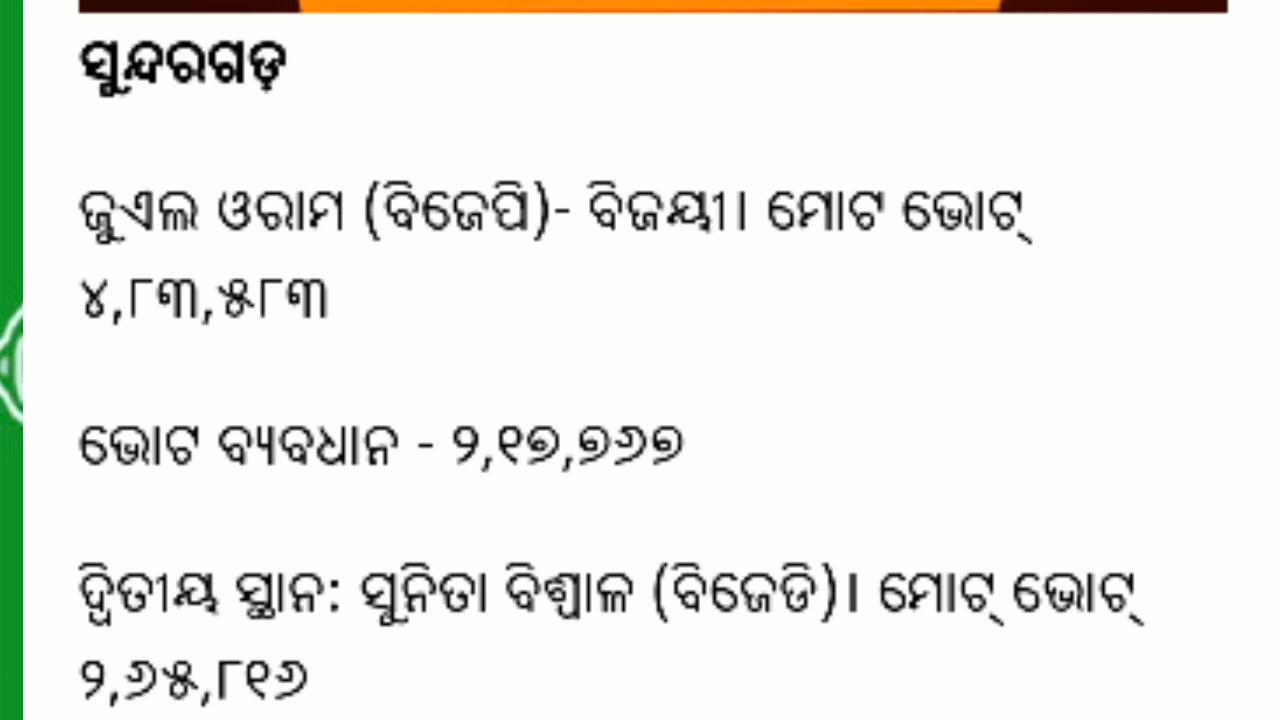 ସୁନ୍ଦରଗଡ଼
ଜୁଏଲ ଓରାମ (ବିଜେପି)- ବିଜୟୀ। ମୋଟ ଭୋଟ୍
୪,୮୩,୫୮୩
ଭୋଟ ବ୍ୟବଧାନ - ୨,୧୭,୭୬୭
ଦ୍ୱିତୀୟ ସ୍ଥାନ: ସୁନିତା ବିଶ୍ୱାଳ (ବିଜେଡି)। ମୋଟ୍ ଭୋଟ୍
୨,୬୫,୮୧୬